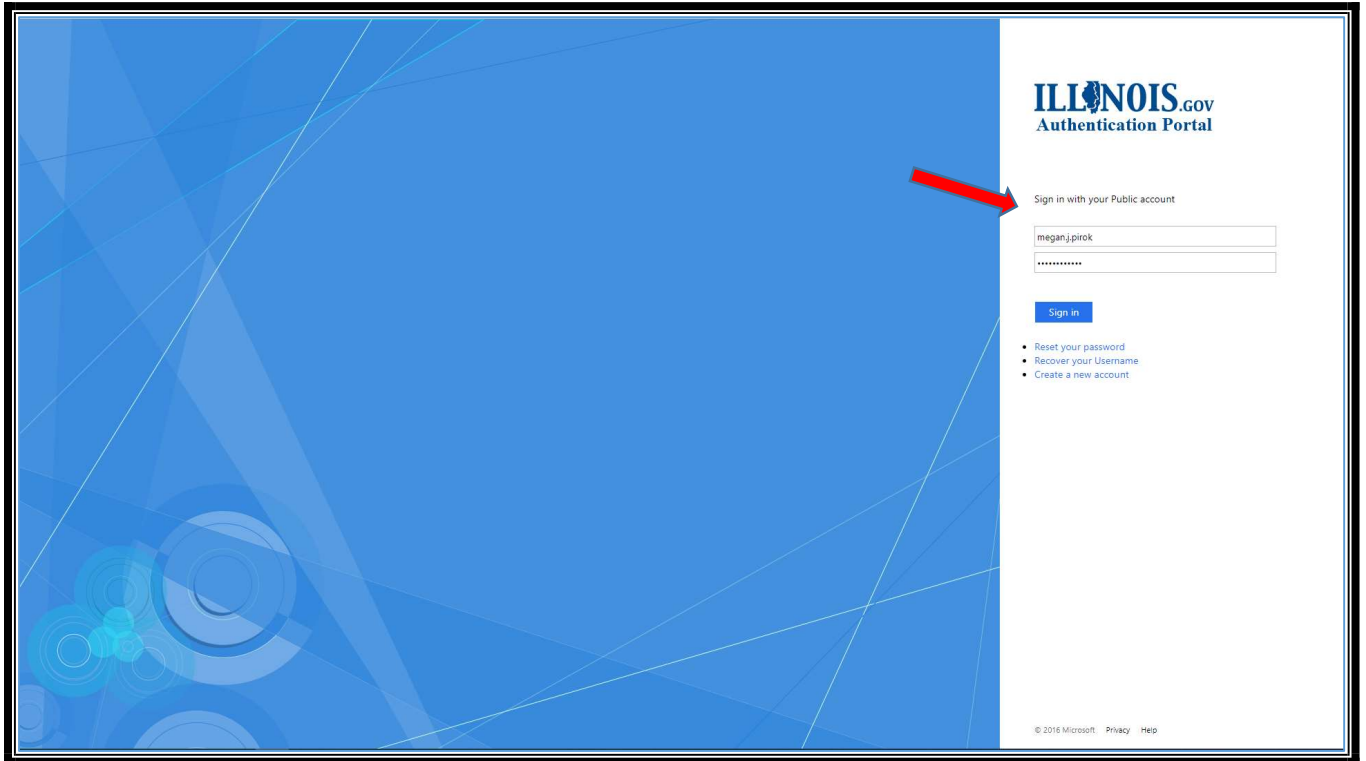 ILLINOIS.GOV
Authentication Portal
Sign in with your Public account
megan.j.pirok
••••••••••••
Sign in
Reset your password
Recover your Username
Create a new account
© 2016 Microsoft Privacy Help